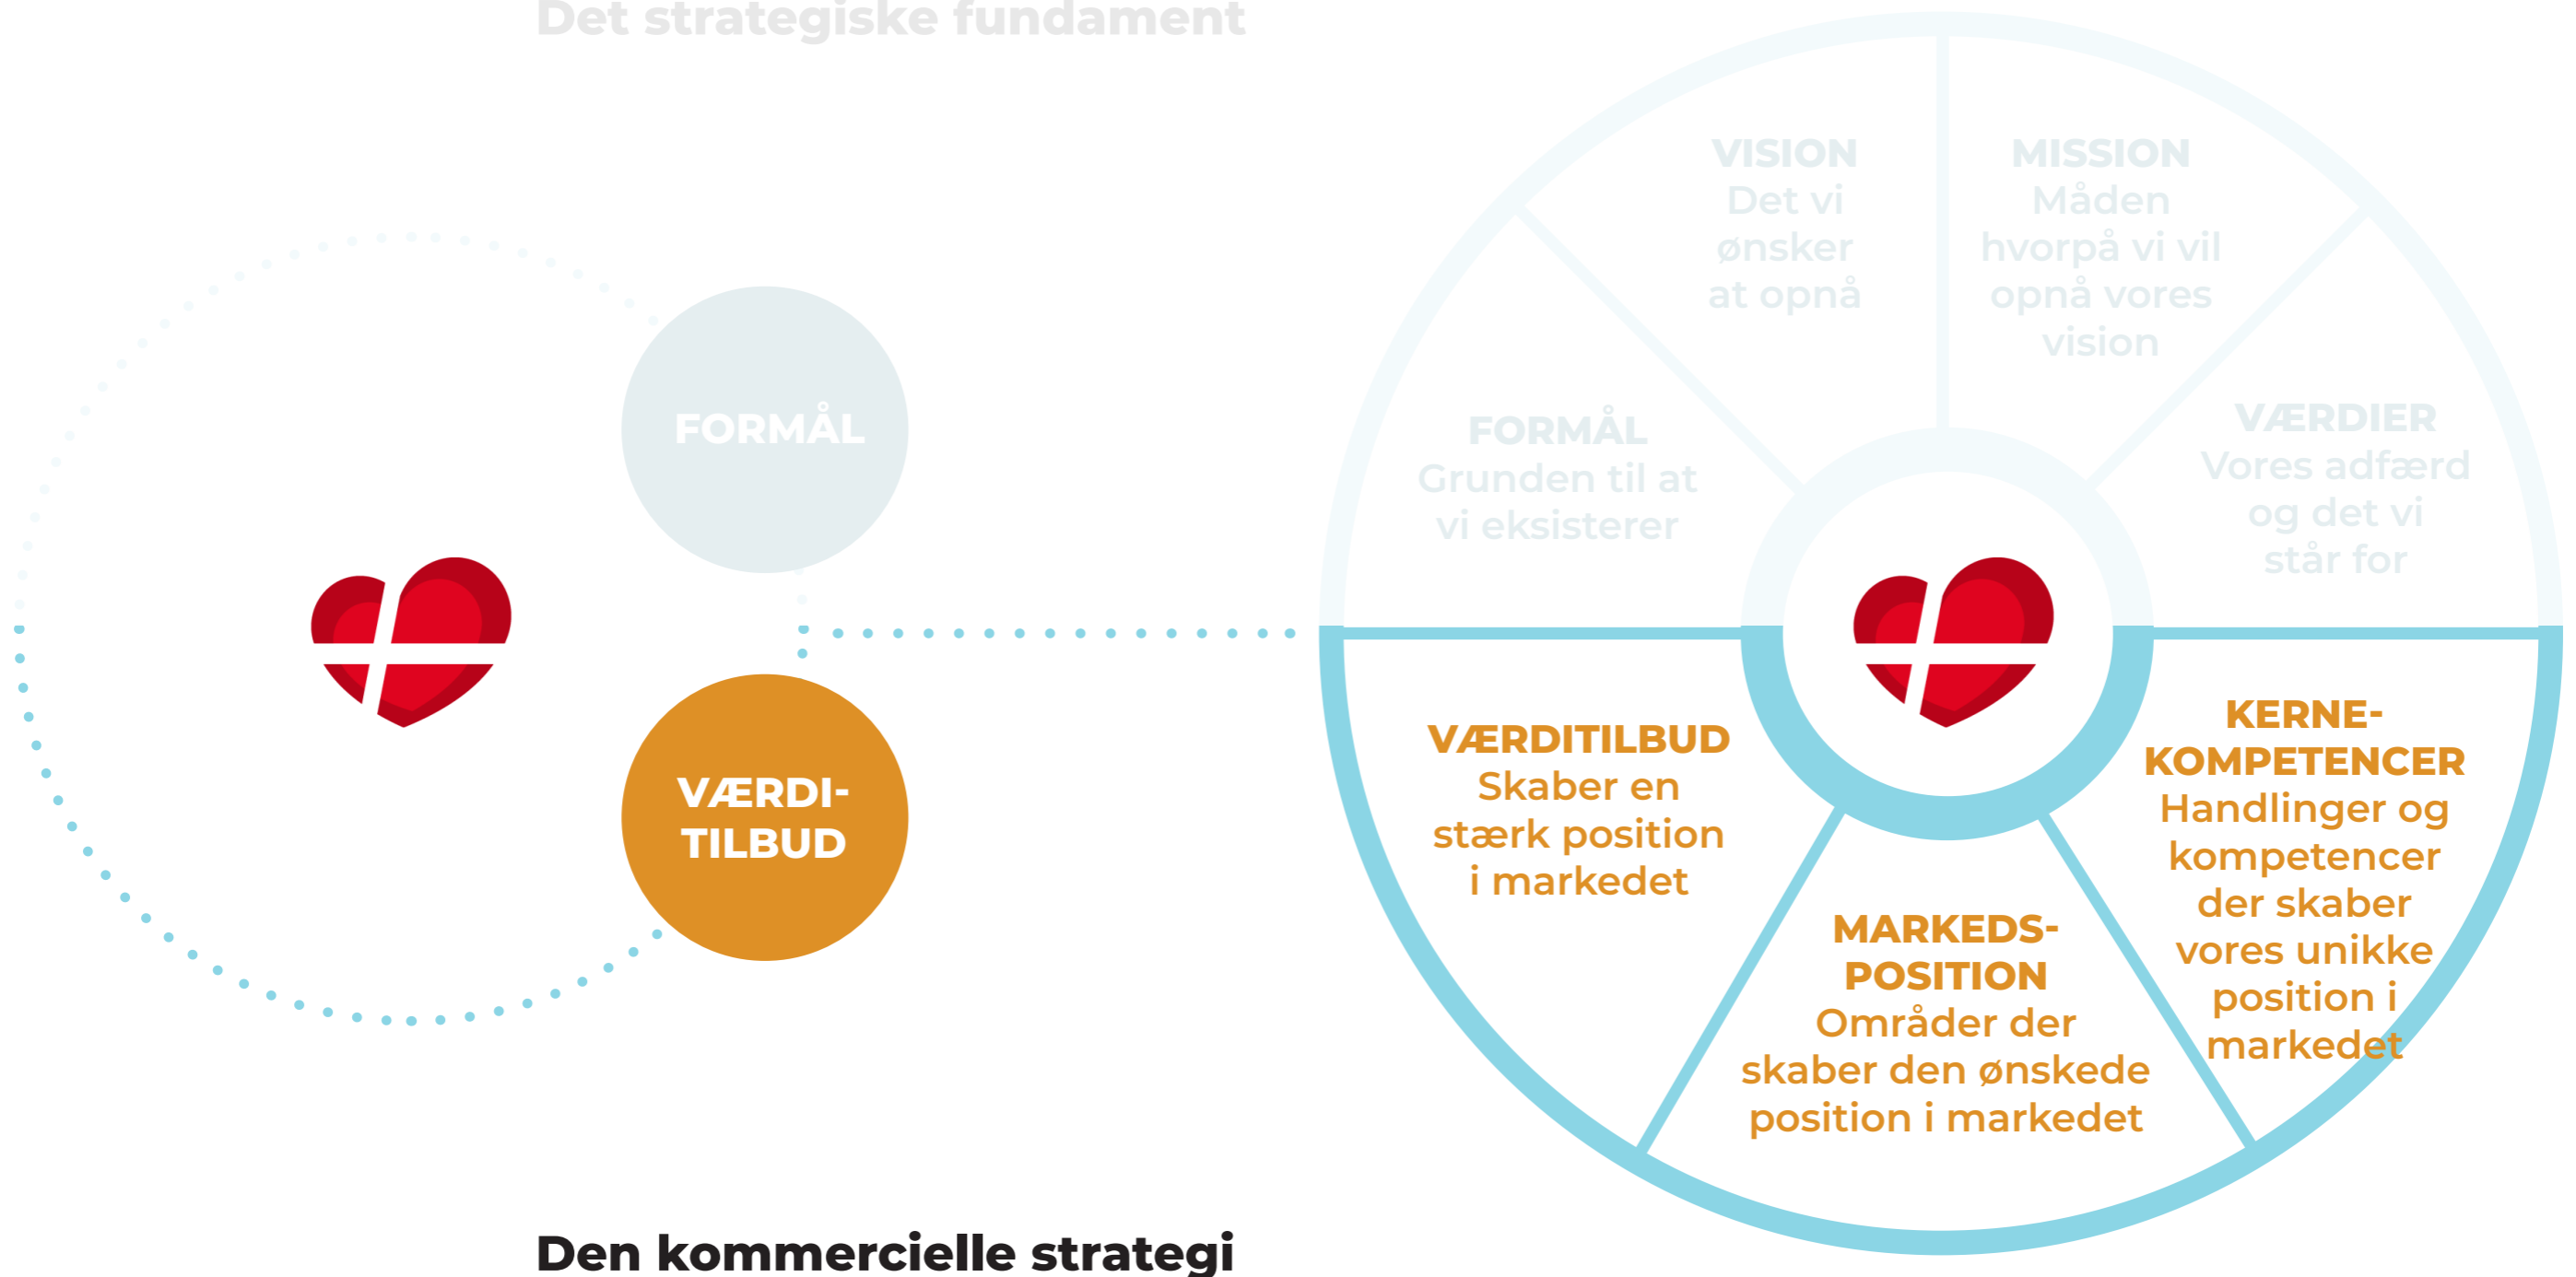 Det strategiske fundament
FORMÅL
VÆRDI-
TILBUD
VISION
Det vi
ønsker
at opnå
MISSION
Måden
hvorpå vi vil
opnå vores
vision
FORMÅL
Grunden til at
vi eksisterer
VÆRDIER
Vores adfærd
og det vi
står for
VÆRDITILBUD
Skaber en
stærk position
i markedet
MARKEDS-
POSITION
Områder der
skaber den ønskede
position i markedet
KERNE-
KOMPETENCER
Handlinger og
kompetencer
der skaber
vores unikke
position i
markedet
Den kommercielle strategi